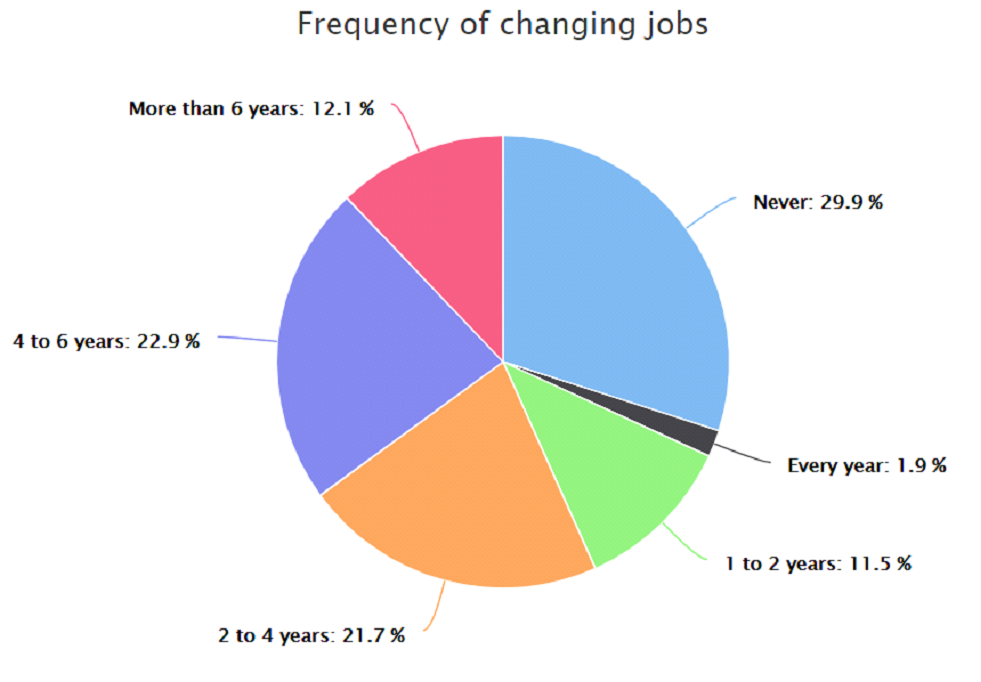 Frequency of changing jobs
More than 6 years: 12.1 %
Never: 29.9 %
4 to 6 years: 22.9 %
Every year: 1.9 %
1 to 2 years: 11.5 %
2 to 4 years: 21.7 %